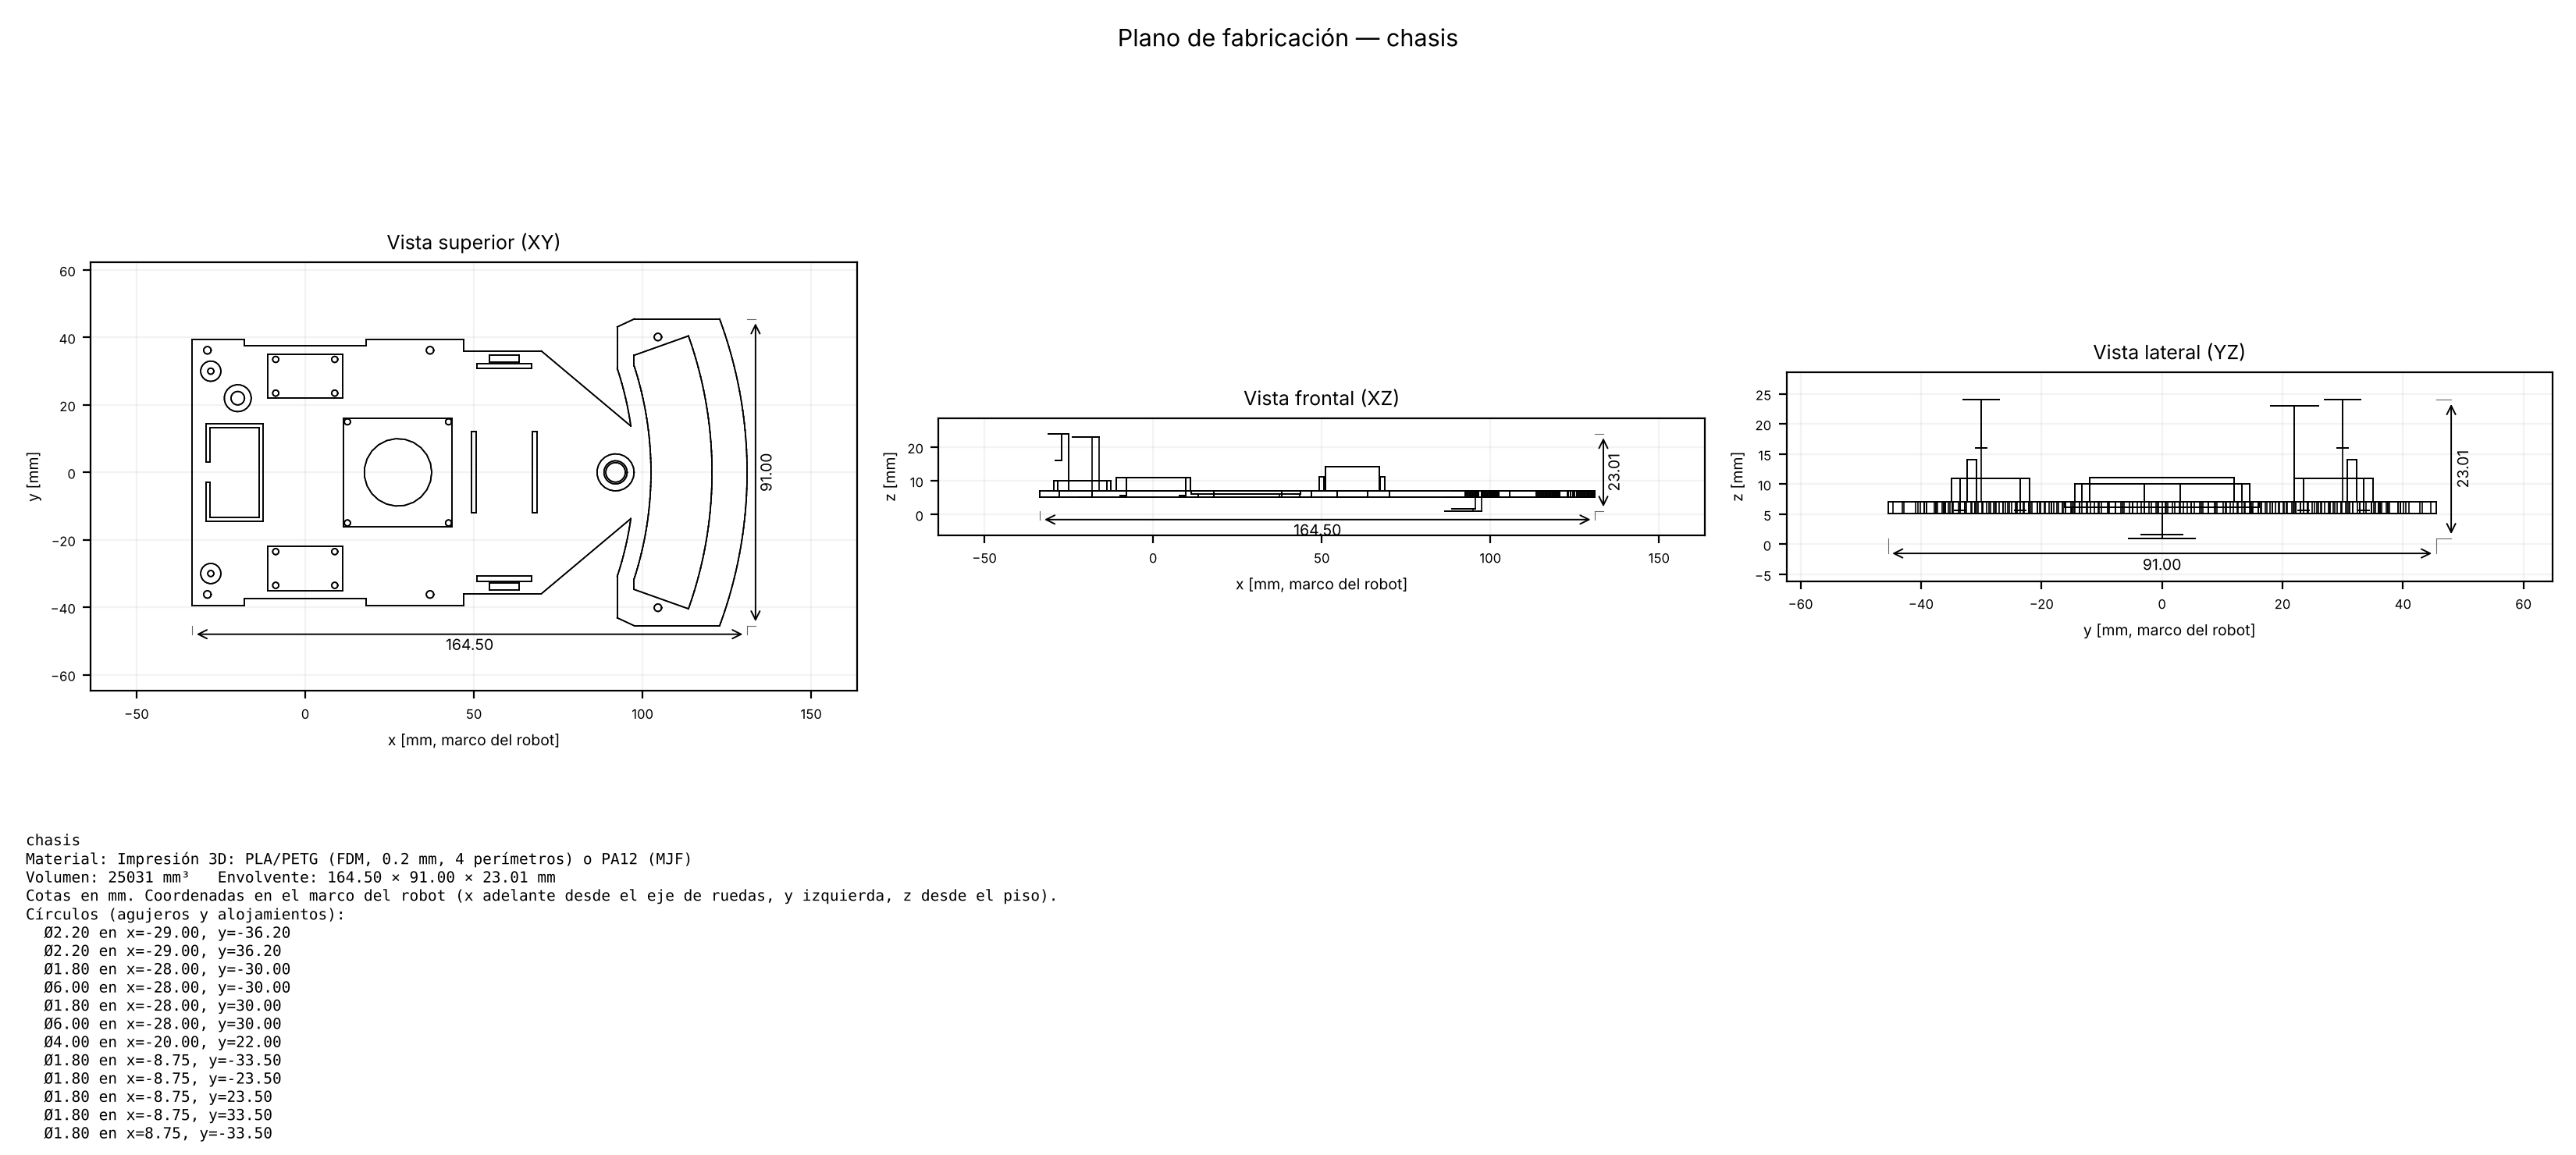 Plano de fabricación — chasis
Vista superior (XY)
60
40
20
0
−20
−40
−60
y [mm]
91.00
164.50
−50
0
50
100
150
x [mm, marco del robot]
Vista frontal (XZ)
20
10
0
z [mm]
23.01
164.50
−50
0
50
100
150
x [mm, marco del robot]
Vista lateral (YZ)
25
20
15
10
5
0
−5
z [mm]
23.01
91.00
−60
−40
−20
0
20
40
60
y [mm, marco del robot]
chasis
Material: Impresión 3D: PLA/PETG (FDM, 0.2 mm, 4 perímetros) o PA12 (MJF)
Volumen: 25031 mm³   Envolvente: 164.50 × 91.00 × 23.01 mm
Cotas en mm. Coordenadas en el marco del robot (x adelante desde el eje de ruedas, y izquierda, z desde el piso).
Círculos (agujeros y alojamientos):
Ø2.20 en x=-29.00, y=-36.20
Ø2.20 en x=-29.00, y=36.20
Ø1.80 en x=-28.00, y=-30.00
Ø6.00 en x=-28.00, y=-30.00
Ø1.80 en x=-28.00, y=30.00
Ø6.00 en x=-28.00, y=30.00
Ø4.00 en x=-20.00, y=22.00
Ø1.80 en x=-8.75, y=-33.50
Ø1.80 en x=-8.75, y=-23.50
Ø1.80 en x=-8.75, y=23.50
Ø1.80 en x=-8.75, y=33.50
Ø1.80 en x=8.75, y=-33.50